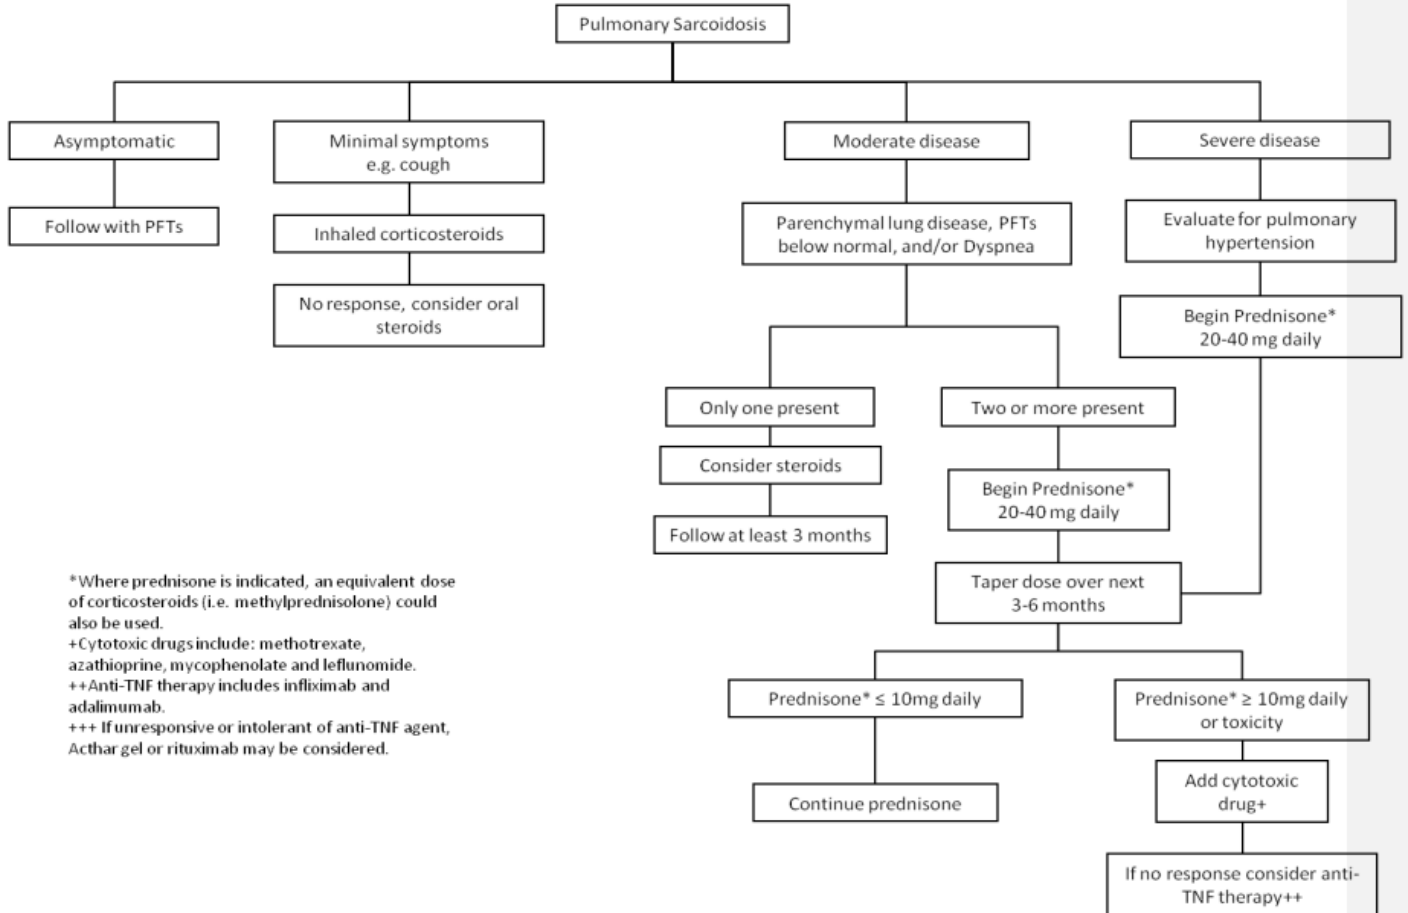 Pulmonary Sarcoidosis
Asymptomatic
Follow with PFTs
Minimal symptoms
e.g. cough
Inhaled corticosteroids
No response, consider oral
steroids
Moderate disease
Parenchymal lung disease, PFTs
below normal, and/or Dyspnea
Only one present
Consider steroids
Follow at least 3 months
Two or more present
Begin Prednisone*
20-40 mg daily
Severe disease
Evaluate for pulmonary
hypertension
Begin Prednisone*
20-40 mg daily
Taper dose over next
3-6 months
Prednisone* ≤ 10mg daily
Continue prednisone
Prednisone* ≥ 10mg daily
or toxicity
Add cytotoxic
drug+
If no response consider anti-
TNF therapy++
*Where prednisone is indicated, an equivalent dose
of corticosteroids (i.e. methylprednisolone) could
also be used.
+Cytotoxic drugs include: methotrexate,
azathioprine, mycophenolate and leflunomide.
++Anti-TNF therapy includes infliximab and
adalimumab.
+++ If unresponsive or intolerant of anti-TNF agent,
Acthar gel or rituximab may be considered.